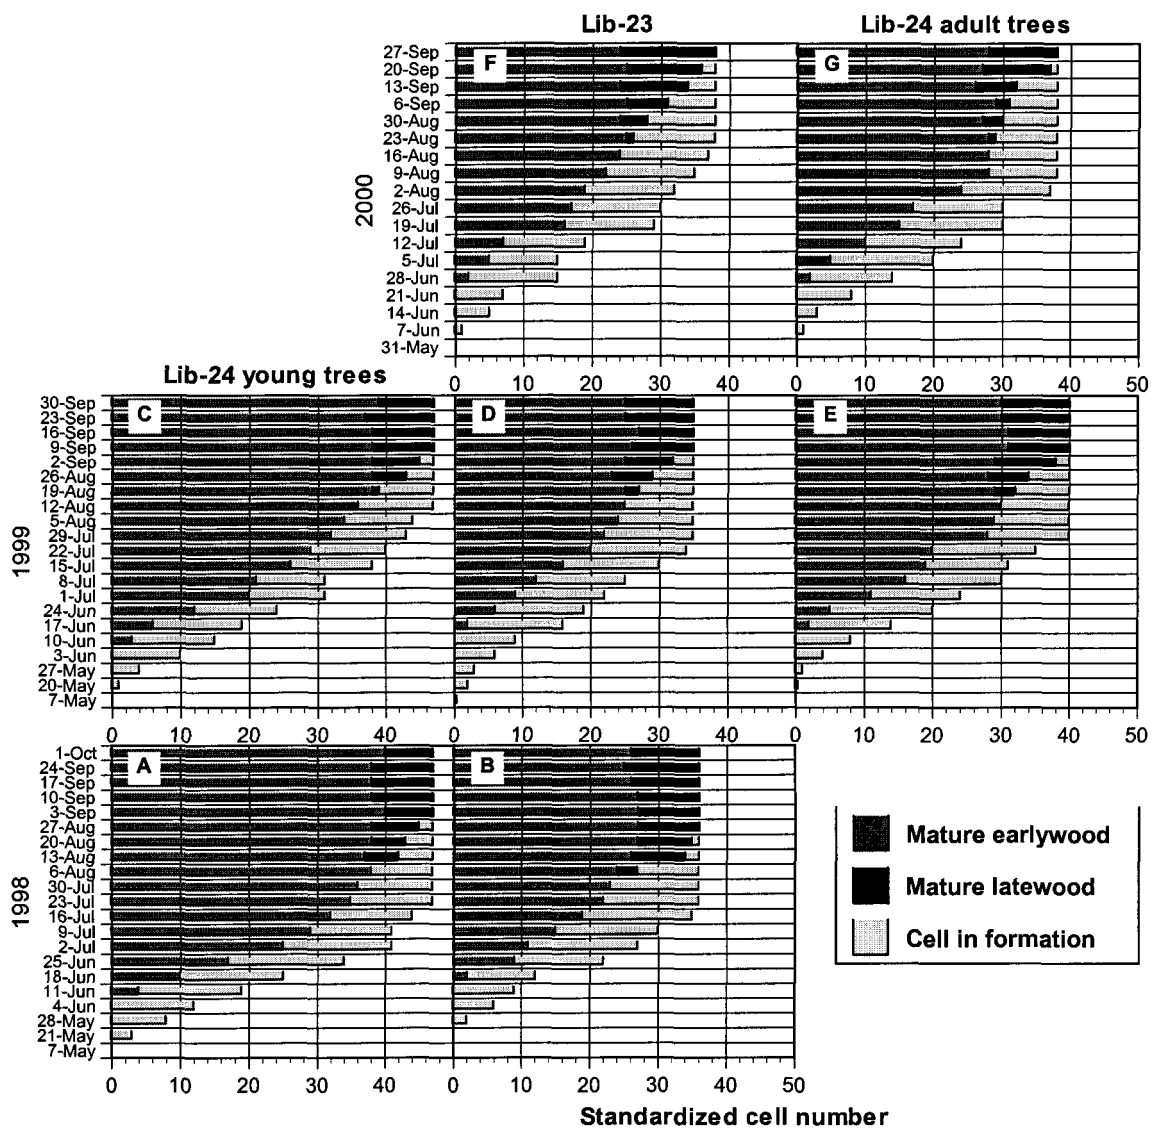 Lib-23 Lib-24 adult trees
F G
2000
27-Sep
20-Sep
13-Sep
6-Sep
30-Aug
23-Aug
16-Aug
9-Aug
2-Aug
26-Jul
19-Jul
12-Jul
5-Jul
28-Jun
21-Jun
14-Jun
7-Jun
31-May
0 10 20 30 40 0 10 20 30 40 50
Lib-24 young trees
C D E
1999
30-Sep
23-Sep
16-Sep
9-Sep
2-Sep
26-Aug
19-Aug
12-Aug
5-Aug
29-Jul
22-Jul
15-Jul
8-Jul
1-Jul
24-Jun
17-Jun
10-Jun
3-Jun
27-May
20-May
7-May
0 10 20 30 40 0 10 20 30 40 0 10 20 30 40 50
A B
1998
1-Oct
24-Sep
17-Sep
10-Sep
3-Sep
27-Aug
20-Aug
13-Aug
6-Aug
30-Jul
23-Jul
16-Jul
9-Jul
2-Jul
25-Jun
18-Jun
11-Jun
4-Jun
28-May
21-May
7-May
0 10 20 30 40 0 10 20 30 40 50
Mature earlywood
Mature latewood
Cell in formation
Standardized cell number